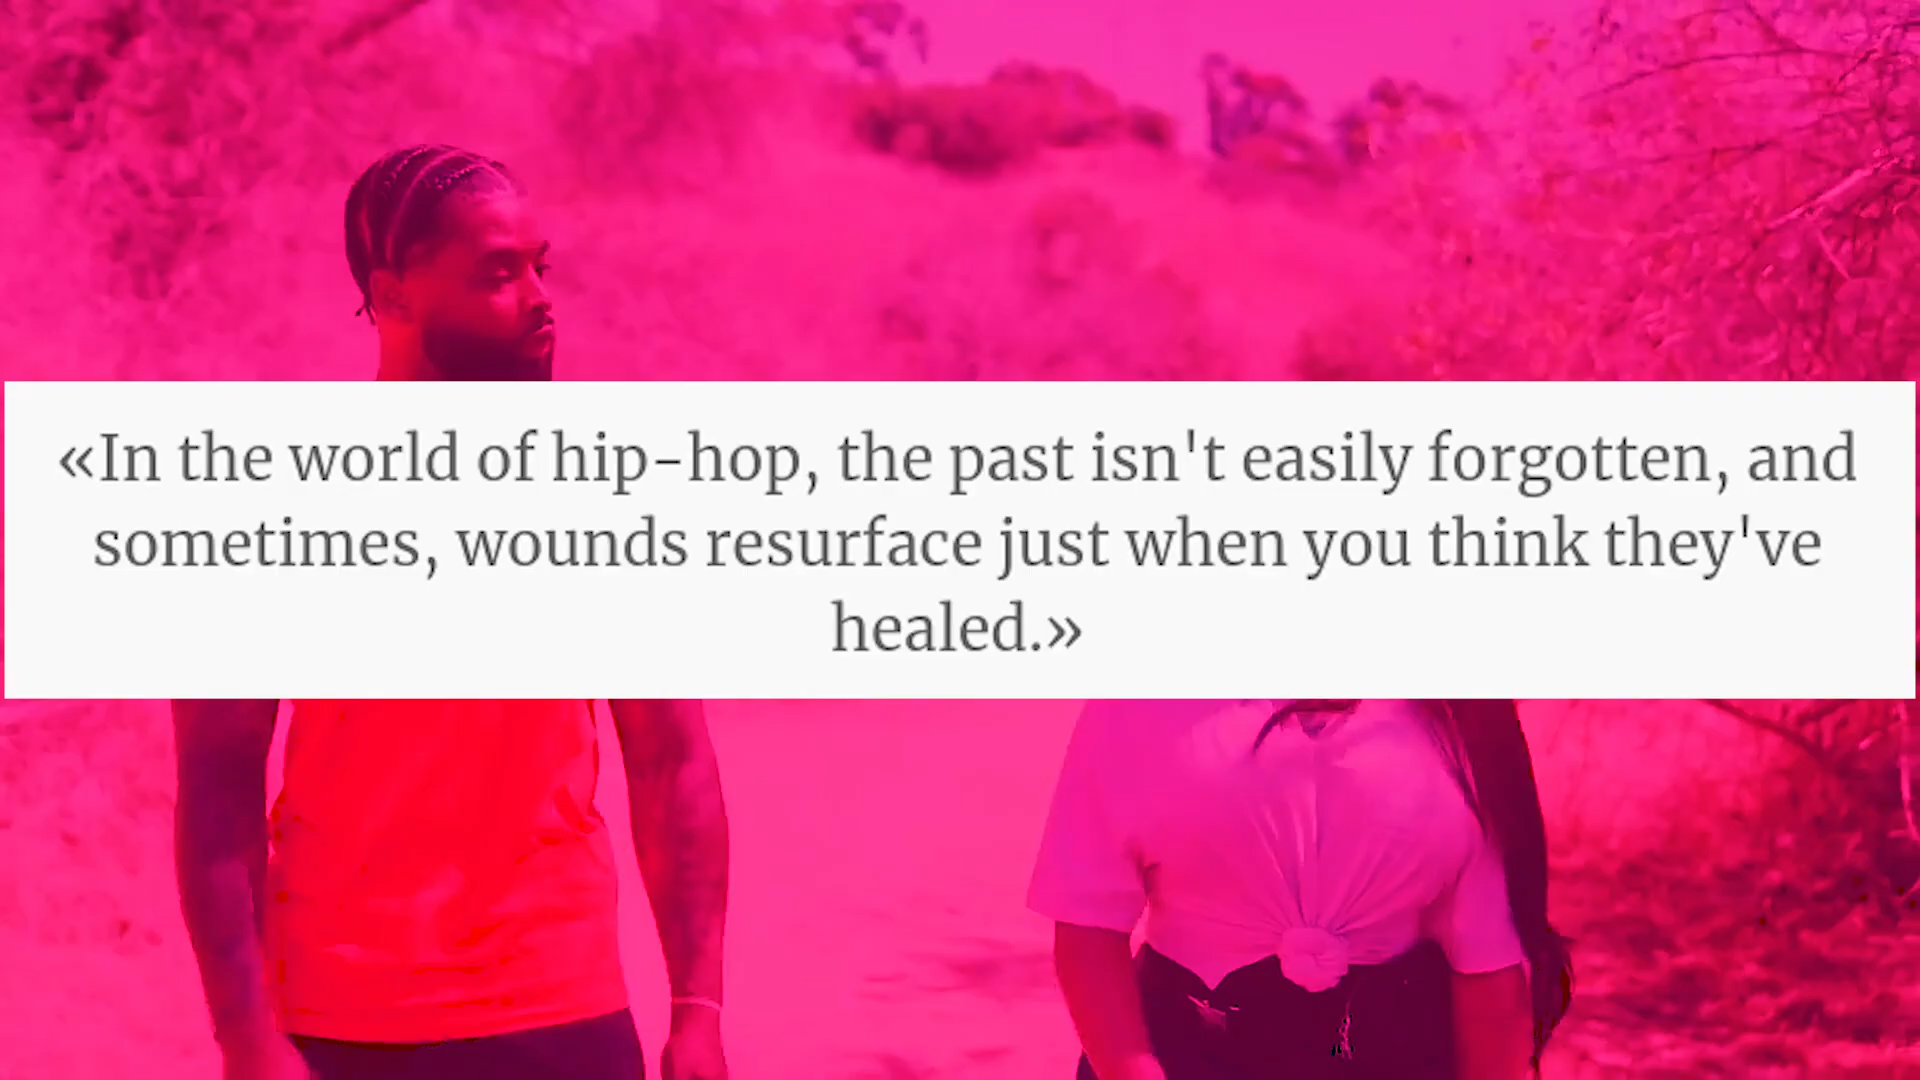 «In the world of hip-hop, the past isn't easily forgotten, and
sometimes, wounds resurface just when you think they've
healed.»